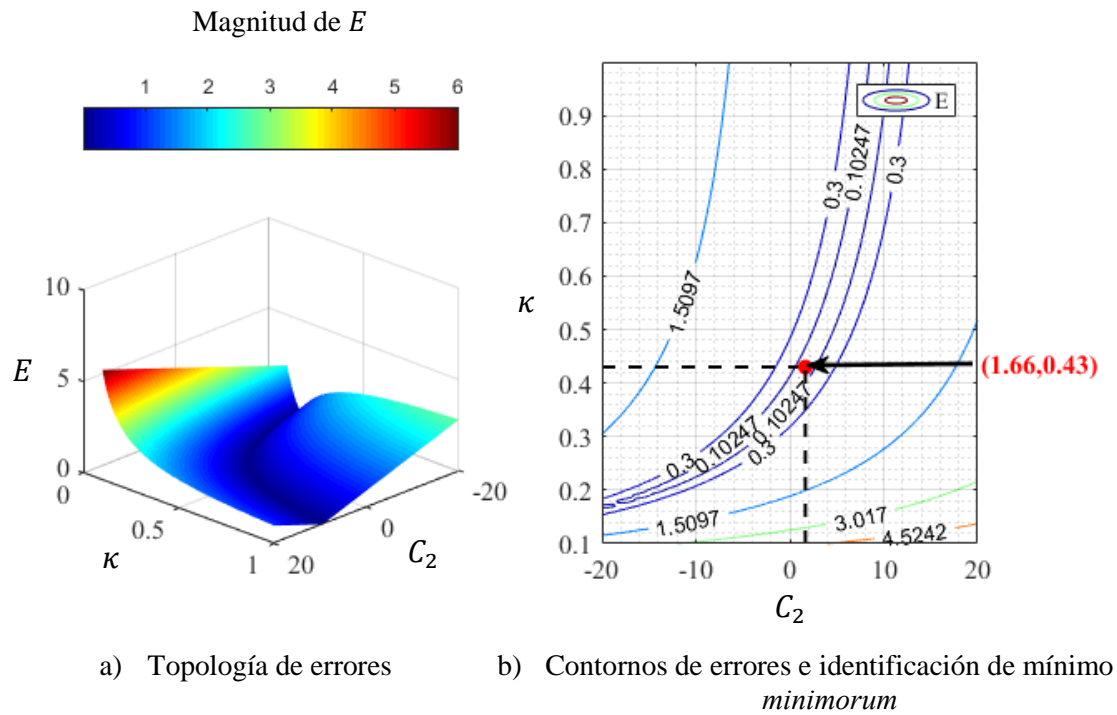 Magnitud de E
1 2 3 4 5 6
10
5
0
E
0
0.5
1
κ
20
0
-20
C₂
0.9
0.8
0.7
0.6
0.5
0.4
0.3
0.2
0.1
κ
-20 -10 0 10 20
C₂
E
0.3
0.10247
0.3
1.5097
0.3
0.10247
0.10247
0.3
1.5097
3.017
4.5242
(1.66,0.43)
a) Topología de errores
b) Contornos de errores e identificación de mínimo
minimorum